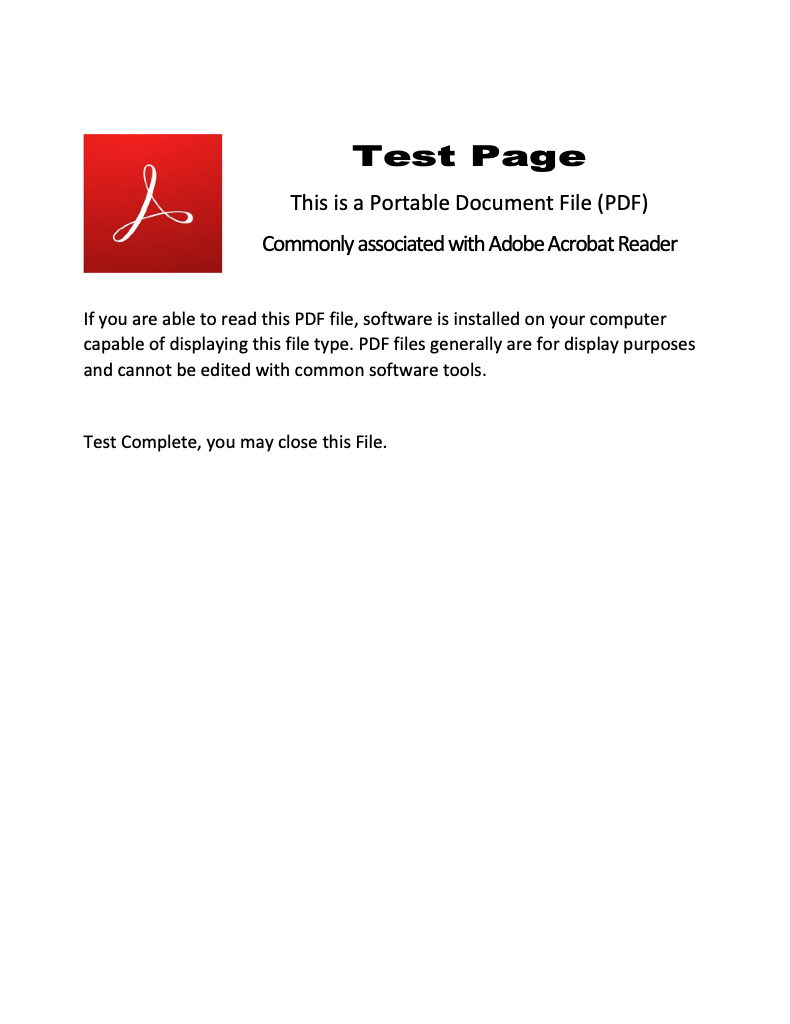 Test Page
This is a Portable Document File (PDF)
Commonly associated with Adobe Acrobat Reader
If you are able to read this PDF file, software is installed on your computer
capable of displaying this file type. PDF files generally are for display purposes
and cannot be edited with common software tools.
Test Complete, you may close this File.